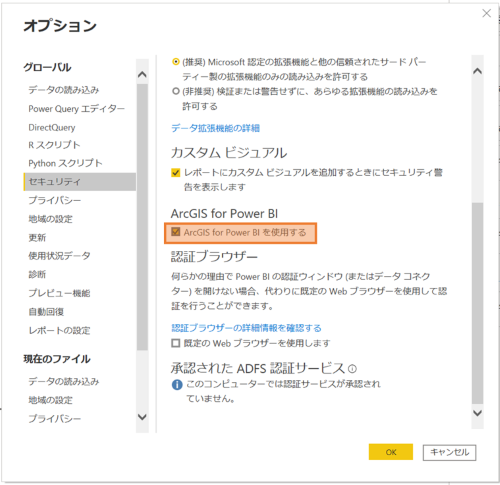 オプション
グローバル
データの読み込み
Power Query エディター
DirectQuery
R スクリプト
Python スクリプト
セキュリティ
プライバシー
地域の設定
更新
使用状況データ
診断
プレビュー機能
自動回復
レポートの設定
現在のファイル
データの読み込み
地域の設定
プライバシー
(推奨) Microsoft 認定の拡張機能と他の信頼されたサード パー
ティー製の拡張機能のみの読み込みを許可する
(非推奨) 検証または警告せずに、あらゆる拡張機能の読み込みを
許可する
データ拡張機能の詳細
カスタム ビジュアル
レポートにカスタム ビジュアルを追加するときにセキュリティ警
告を表示します
ArcGIS for Power BI
ArcGIS for Power BI を使用する
認証ブラウザー
何らかの理由で Power BI の認証ウィンドウ (またはデータ コネク
ター) を開けない場合、代わりに既定の Web ブラウザーを使用して認
証を行うことができます。
認証ブラウザーの詳細情報を確認する
既定の Web ブラウザーを使用します
承認された ADFS 認証サービス
このコンピューターでは認証サービスが承認され
ていません。
OK
キャンセル